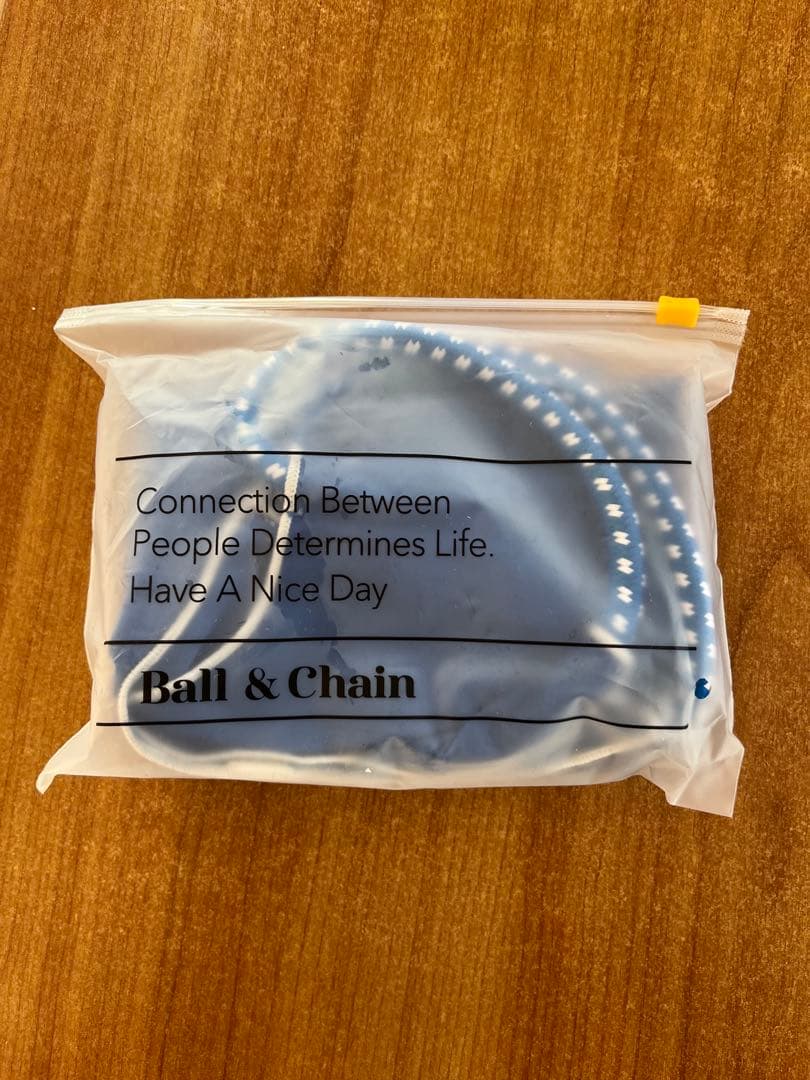 Connection Between
People Determines Life.
Have A Nice Day
Ball & Chain